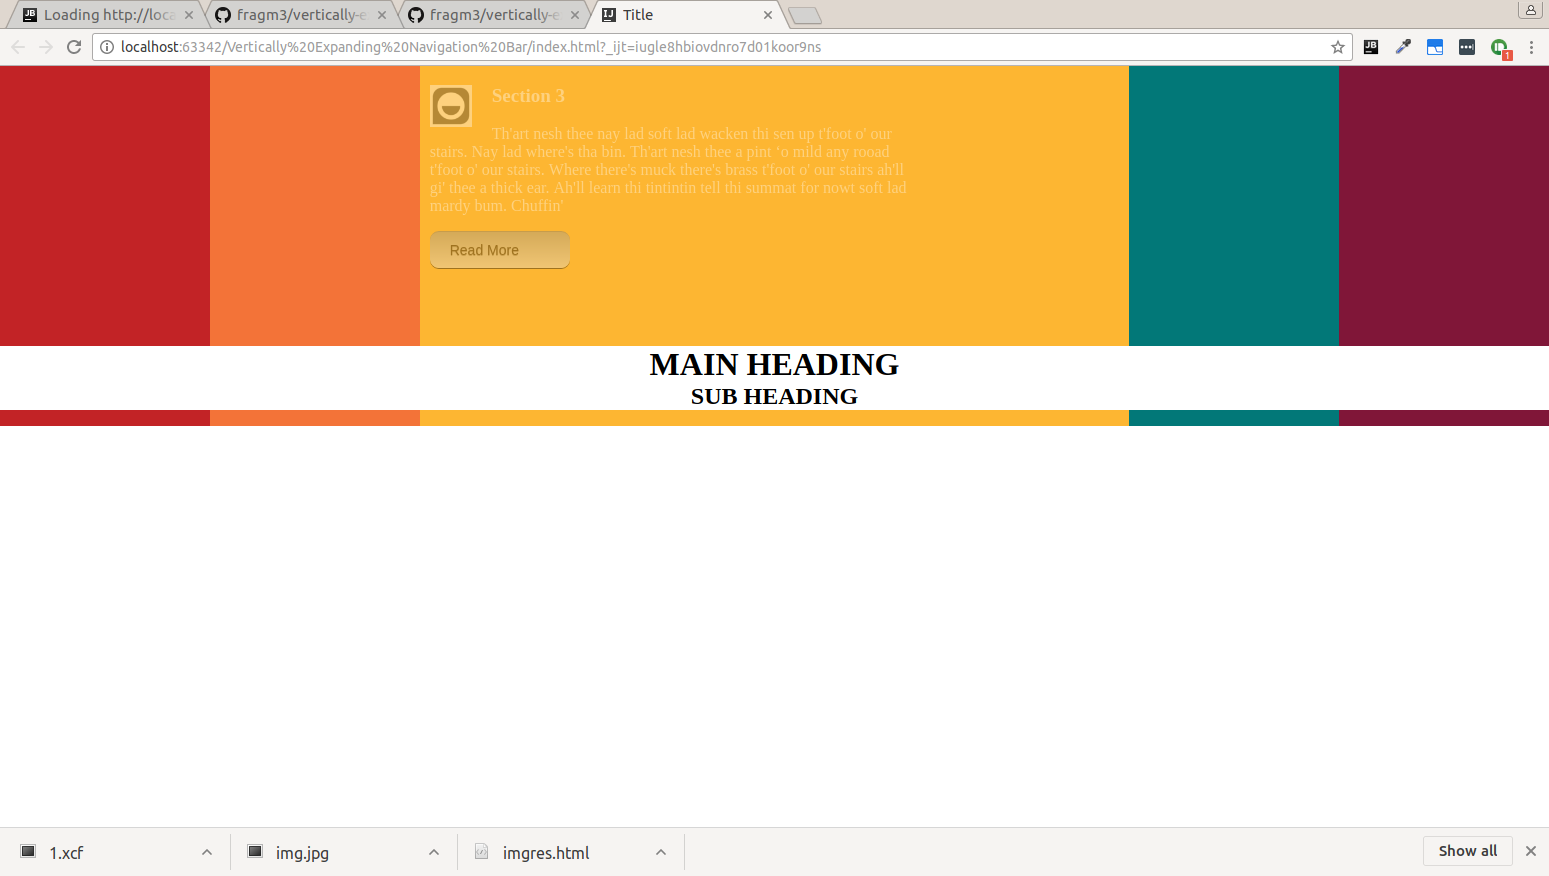 Loading http://loca
fragm3/vertically-e
fragm3/vertically-e
Title
localhost:63342/Vertically%20Expanding%20Navigation%20Bar/index.html?_ijt=iugle8hbiovdnro7d01koor9ns
JB
1
Section 3
Th'art nesh thee nay lad soft lad wacken thi sen up t'foot o' our
stairs. Nay lad where's tha bin. Th'art nesh thee a pint ‘o mild any rooad
t'foot o' our stairs. Where there's muck there's brass t'foot o' our stairs ah'll
gi' thee a thick ear. Ah'll learn thi tintintin tell thi summat for nowt soft lad
mardy bum. Chuffin'
Read More
MAIN HEADING
SUB HEADING
1.xcf
img.jpg
imgres.html
Show all